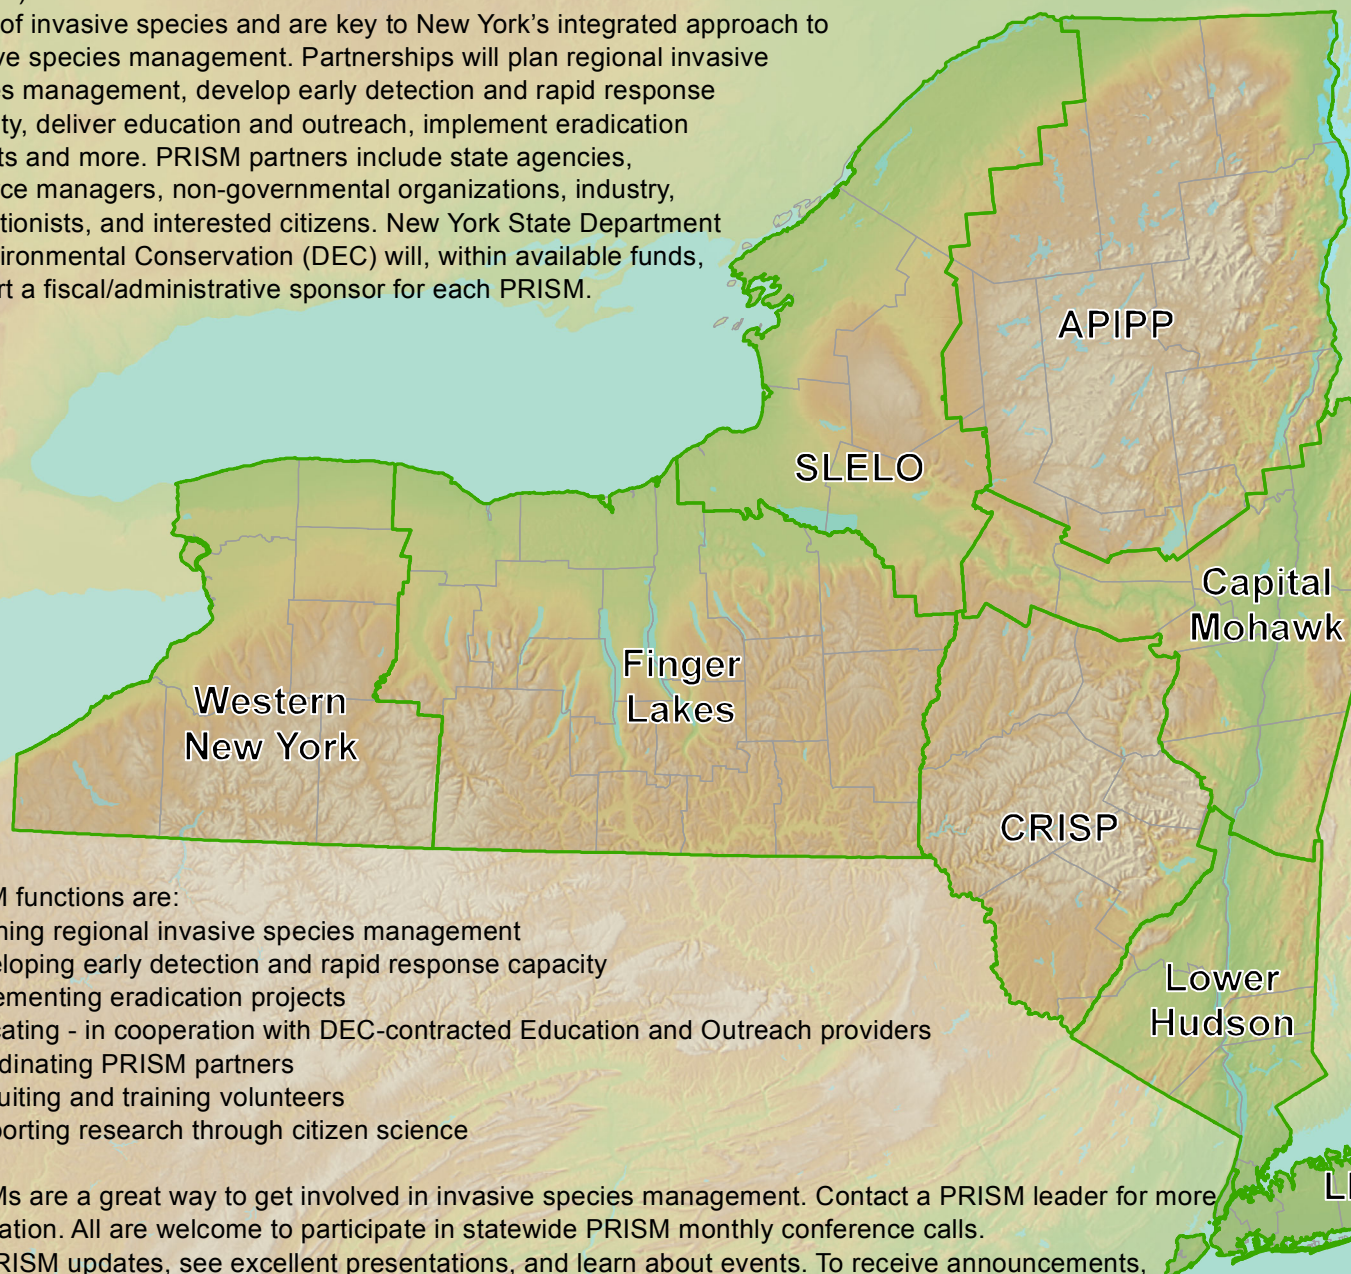 of invasive species and are key to New York’s integrated approach to
ve species management. Partnerships will plan regional invasive
s management, develop early detection and rapid response
ty, deliver education and outreach, implement eradication
ts and more. PRISM partners include state agencies,
ce managers, non-governmental organizations, industry,
tionists, and interested citizens. New York State Department
ironmental Conservation (DEC) will, within available funds,
rt a fiscal/administrative sponsor for each PRISM.
APIPP
SLELO
Capital
Mohawk
Finger
Lakes
Western
New York
CRISP
Lower
Hudson
M functions are:
ning regional invasive species management
eloping early detection and rapid response capacity
ementing eradication projects
cating - in cooperation with DEC-contracted Education and Outreach providers
rdinating PRISM partners
uiting and training volunteers
porting research through citizen science
Ms are a great way to get involved in invasive species management. Contact a PRISM leader for more
ation. All are welcome to participate in statewide PRISM monthly conference calls.
RISM updates, see excellent presentations, and learn about events. To receive announcements,